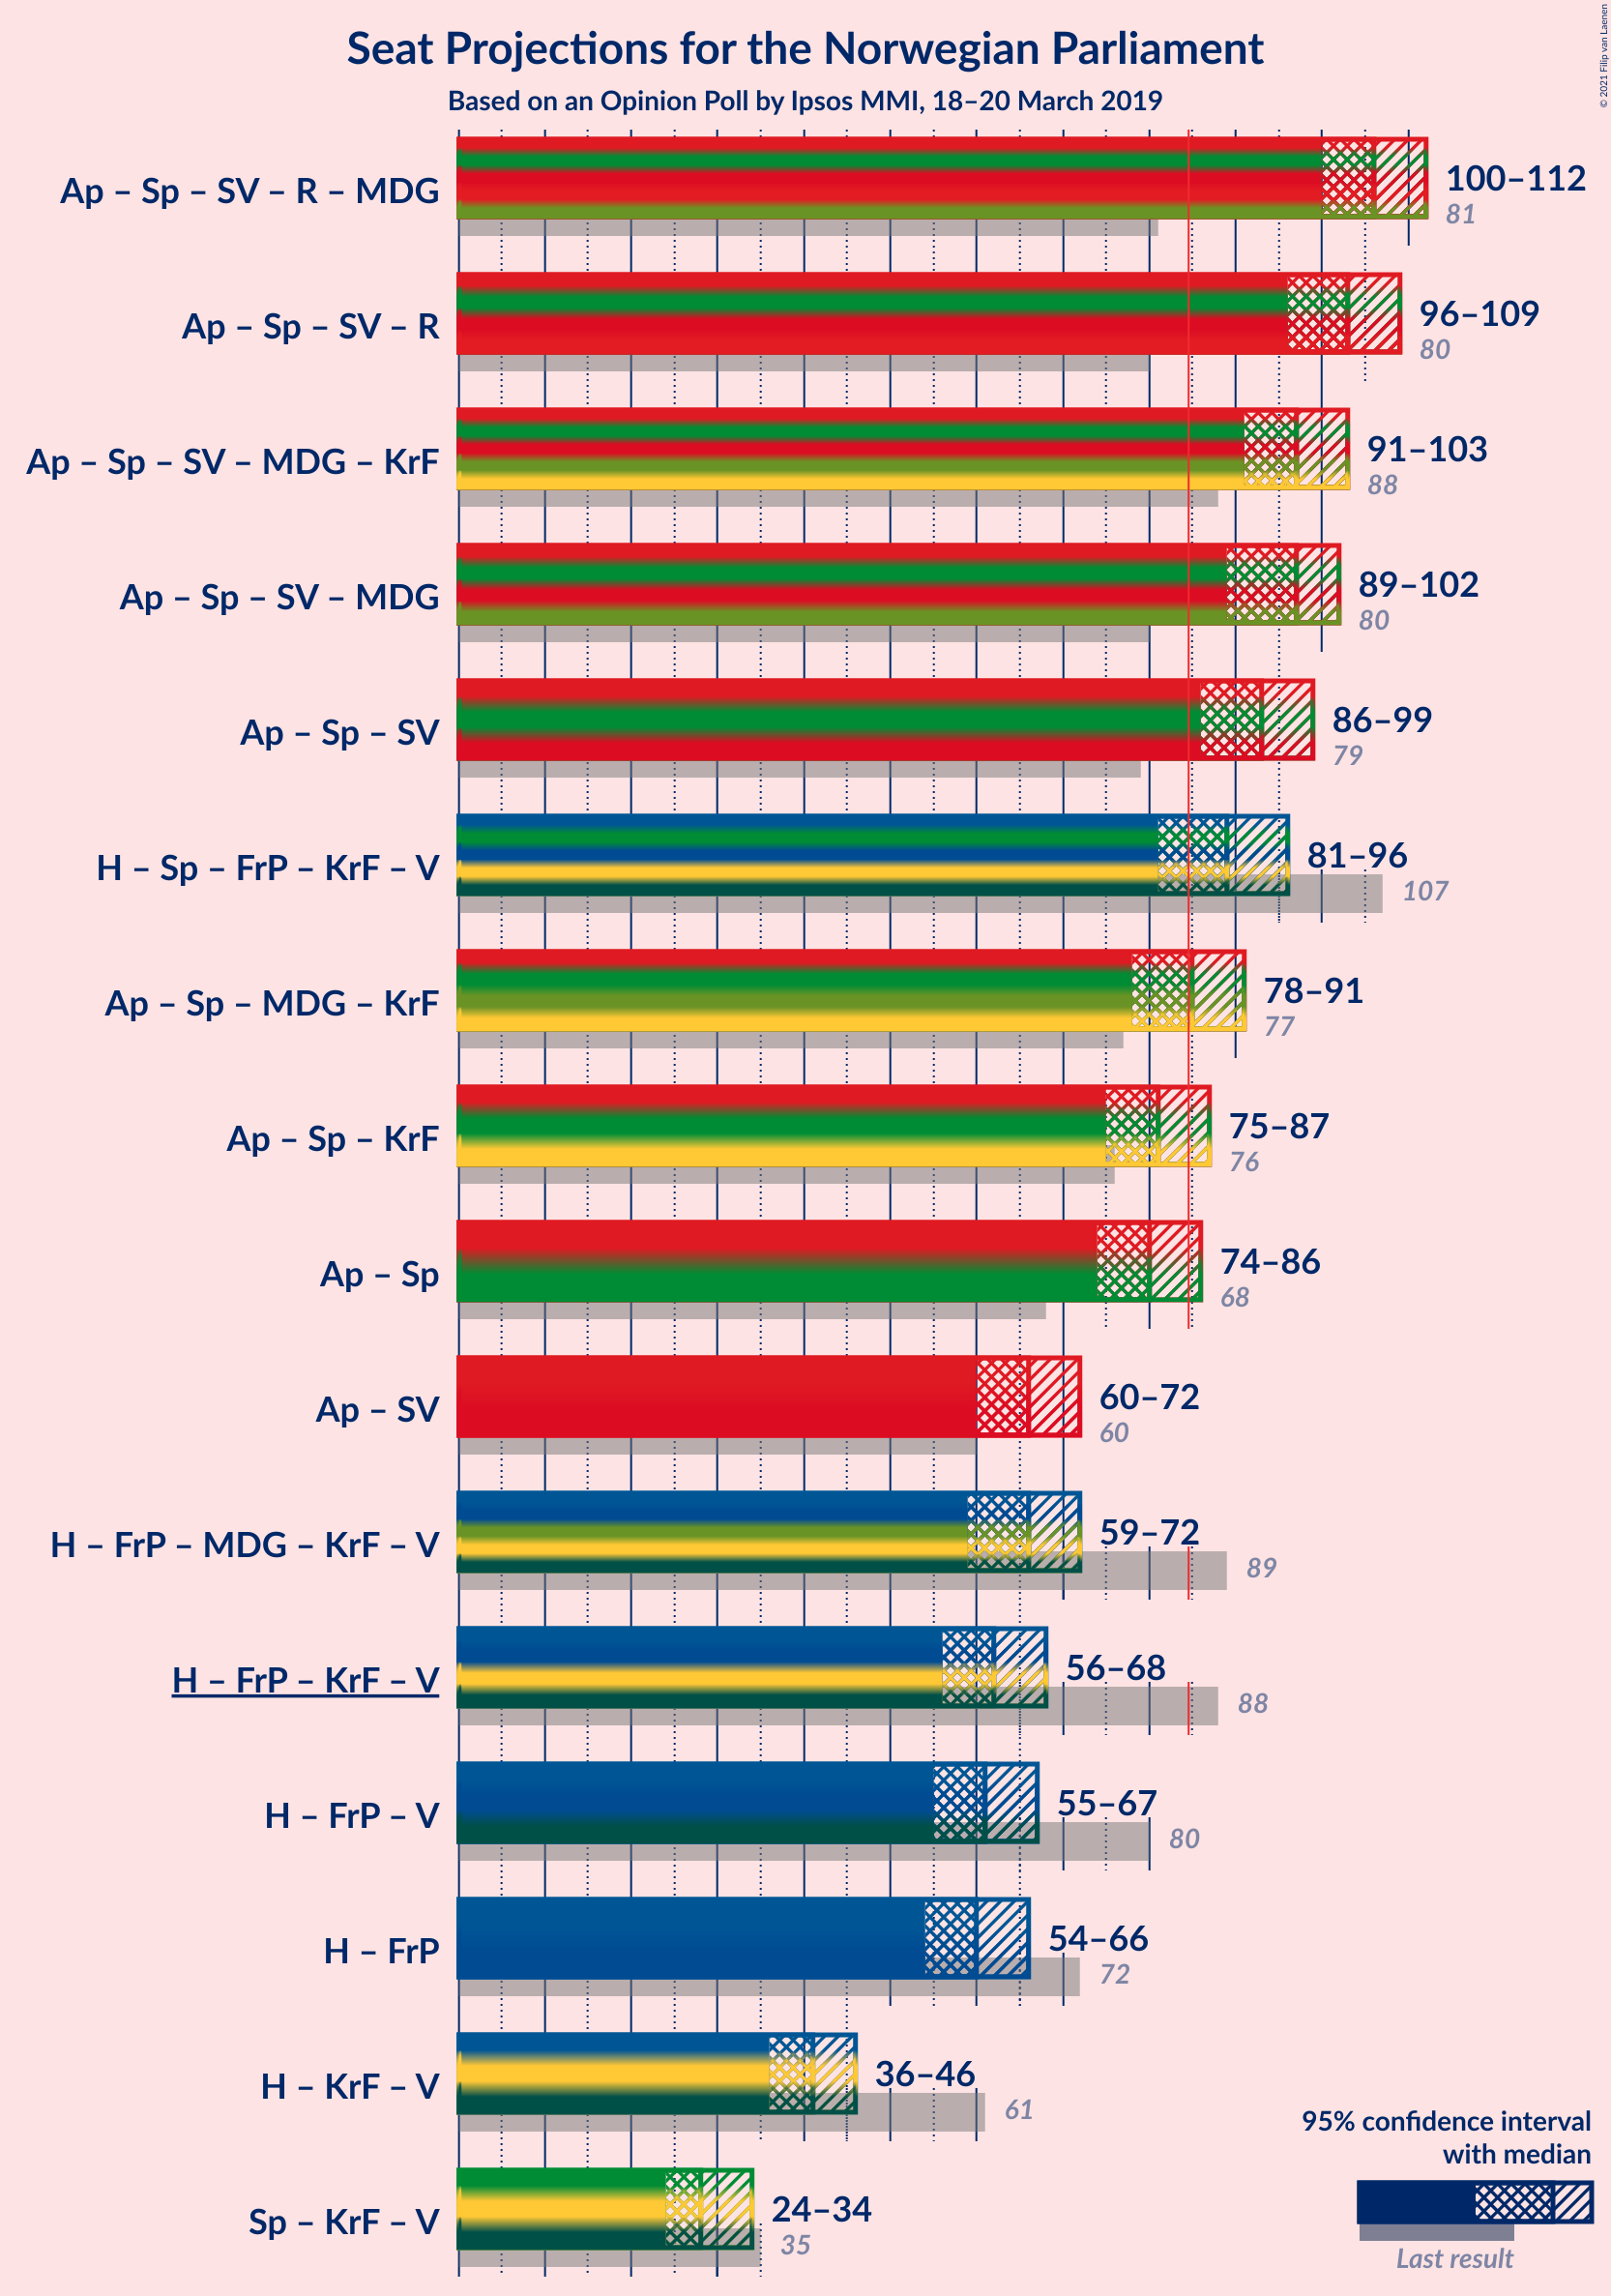 © 2021 Filip van Laenen
Seat Projections for the Norwegian Parliament
Based on an Opinion Poll by Ipsos MMI, 18–20 March 2019
Ap – Sp – SV – R – MDG
100–112
81
Ap – Sp – SV – R
96–109
80
Ap – Sp – SV – MDG – KrF
91–103
88
Ap – Sp – SV – MDG
89–102
80
Ap – Sp – SV
86–99
79
H – Sp – FrP – KrF – V
81–96
107
Ap – Sp – MDG – KrF
78–91
77
Ap – Sp – KrF
75–87
76
Ap – Sp
74–86
68
Ap – SV
60–72
60
H – FrP – MDG – KrF – V
59–72
89
H – FrP – KrF – V
56–68
88
H – FrP – V
55–67
80
H – FrP
54–66
72
H – KrF – V
36–46
61
Sp – KrF – V
24–34
35
95% confidence interval
with median
Last result